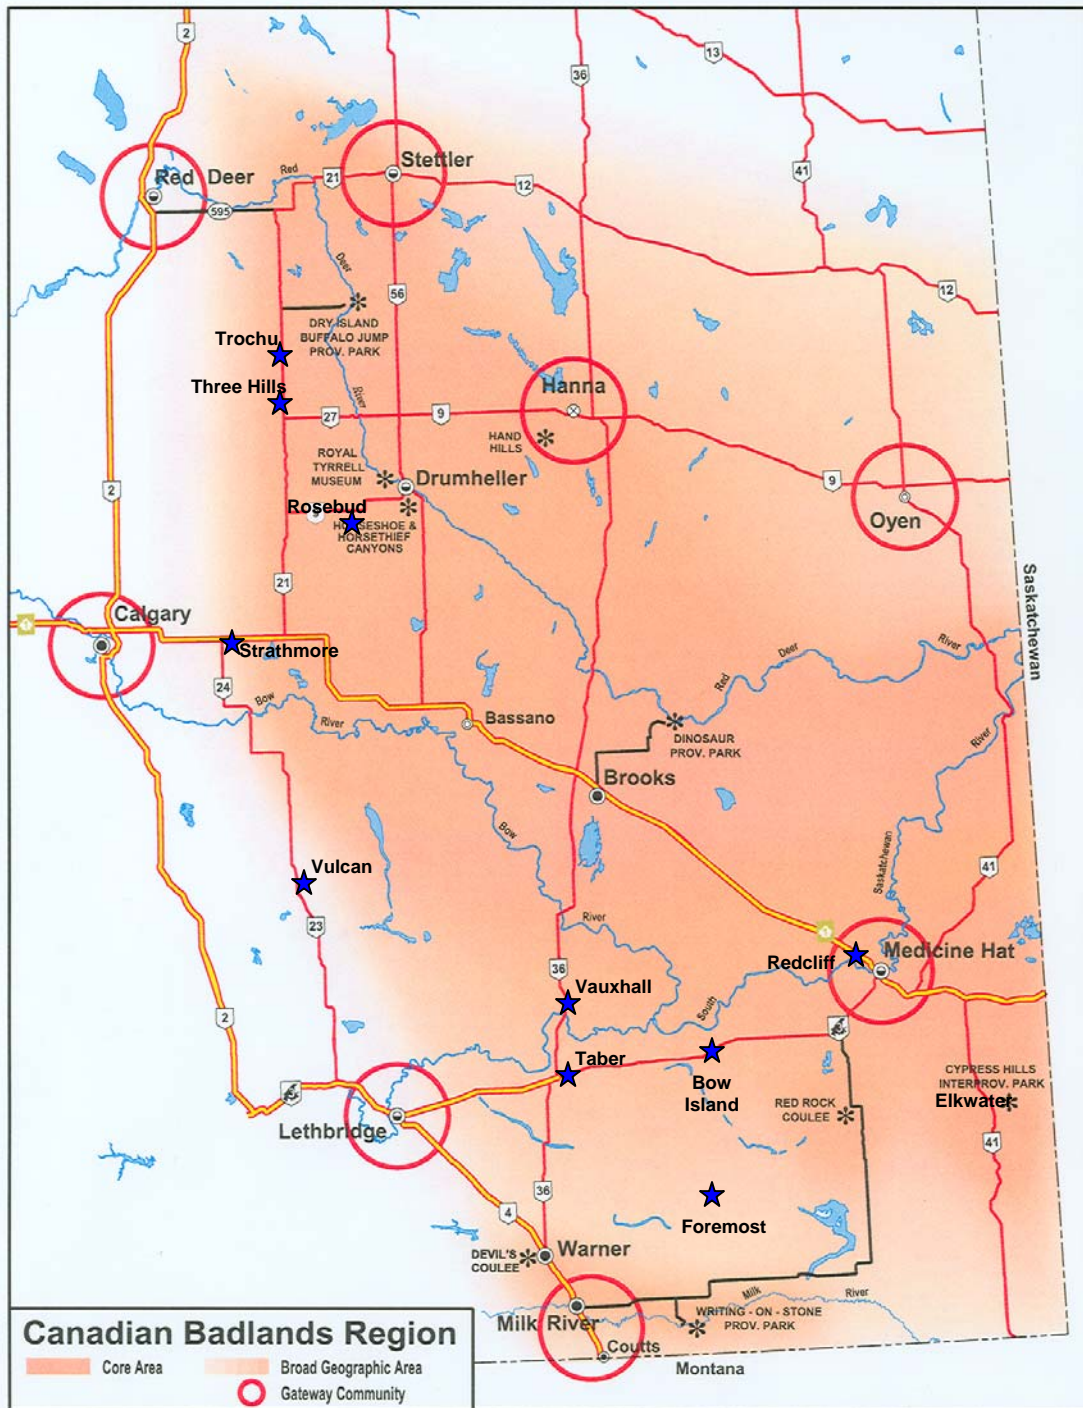 2
13
36
41
Red Deer
Red
21
Stettler
12
595
Deer
56
12
DRY ISLAND
BUFFALO JUMP
PROV. PARK
Trochu
Three Hills
River
27
9
Hanna
HAND
HILLS
ROYAL
TYRRELL
MUSEUM
Drumheller
9
Oyen
Rosebud
9
HORSESHOE &
HORSETHIEF
CANYONS
2
21
Saskatchewan
Calgary
1
Strathmore
24
Bow
River
Bassano
Red
Deer
River
River
DINOSAUR
PROV. PARK
Brooks
Bow
Saskatchewan
41
Vulcan
23
River
1
Redcliff
Medicine Hat
36
Vauxhall
South
2
Taber
Bow
Island
CYPRESS HILLS
INTERPROV. PARK
Elkwater
RED ROCK
COULEE
Lethbridge
41
36
Foremost
4
Warner
DEVIL'S
COULEE
Milk
River
Milk River
WRITING - ON - STONE
PROV. PARK
Coutts
Montana
Canadian Badlands Region
Core Area
Broad Geographic Area
Gateway Community